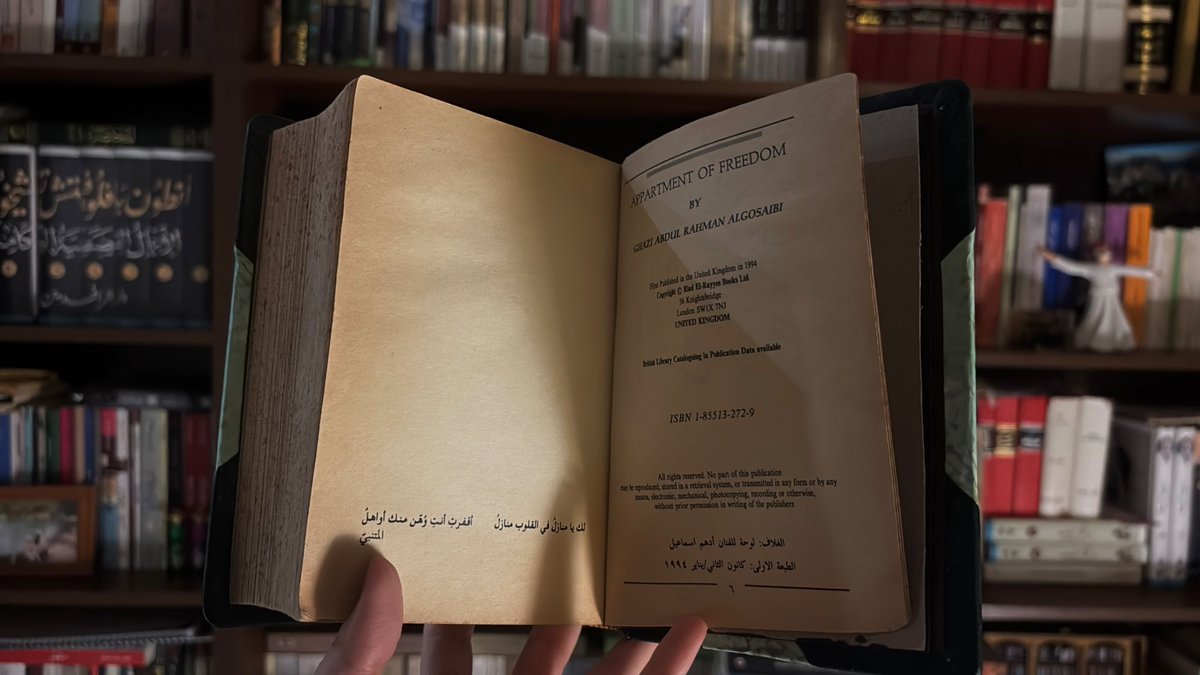 APPARTMENT OF FREEDOM
BY
GHAZI ABDUL RAHMAN ALGOSAIBI
First Published in the United Kingdom in 1994
Copyright © Riad El-Rayyes Books Ltd
56 Knightsbridge
London SW1X 7NJ
UNITED KINGDOM
British Library Cataloguing in Publication Data available
ISBN 1-85513-272-9
All rights reserved. No part of this publication
may be reproduced, stored in a retrieval system, or transmitted in any form or by any
means, electronic, mechanical, photocopying, recording or otherwise,
without prior permission in writing of the publishers
الغلاف: لوحة للفنان أدهم اسماعيل
الطبعة الاولى: كانون الثاني/يناير ١٩٩٤
٦
لك يا منازلُ في القلوب منازلُ أقفرتِ أنتِ وَهُن منك أواهلُ
المتنبيّ
أنطون بافلوفتش تشيخوف